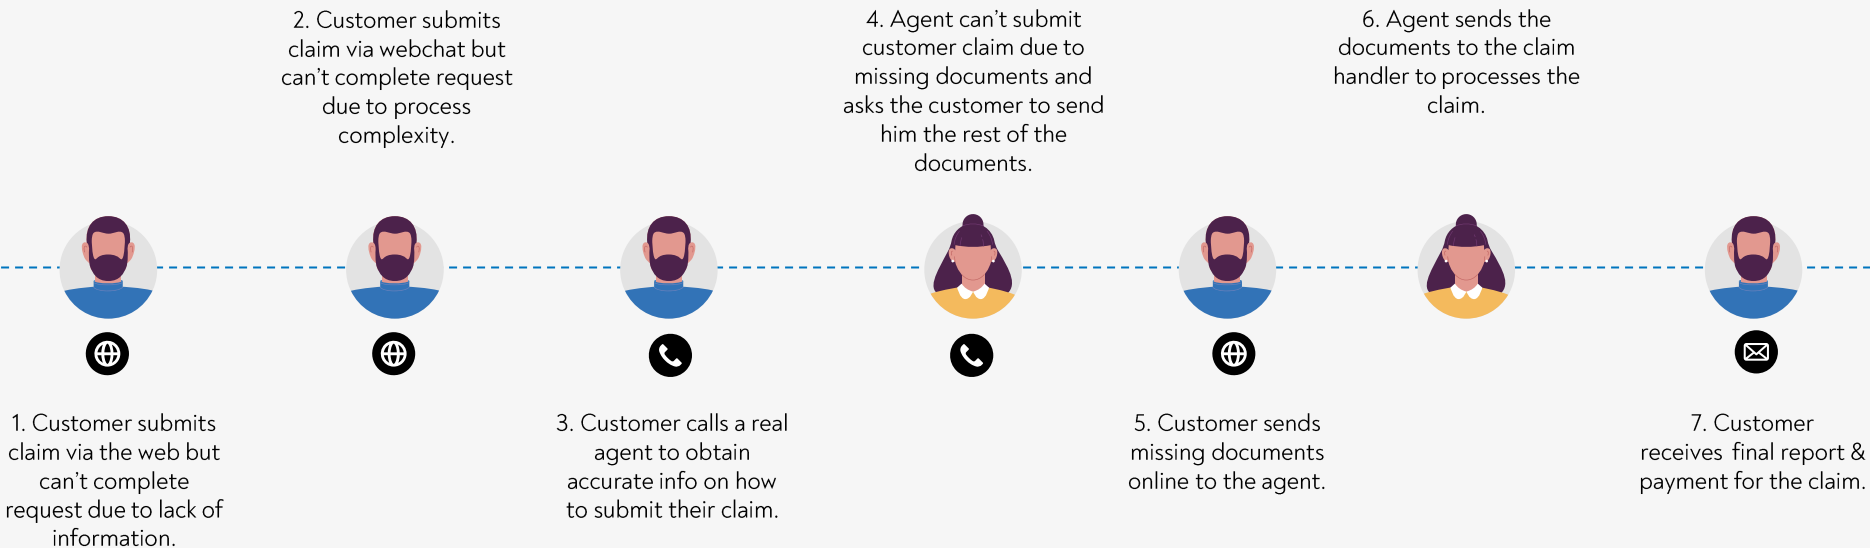 1. Customer submits
claim via the web but
can't complete
request due to lack of
information.
2. Customer submits
claim via webchat but
can't complete request
due to process
complexity.
3. Customer calls a real
agent to obtain
accurate info on how
to submit their claim.
4. Agent can't submit
customer claim due to
missing documents and
asks the customer to send
him the rest of the
documents.
5. Customer sends
missing documents
online to the agent.
6. Agent sends the
documents to the claim
handler to processes the
claim.
7. Customer
receives final report &
payment for the claim.